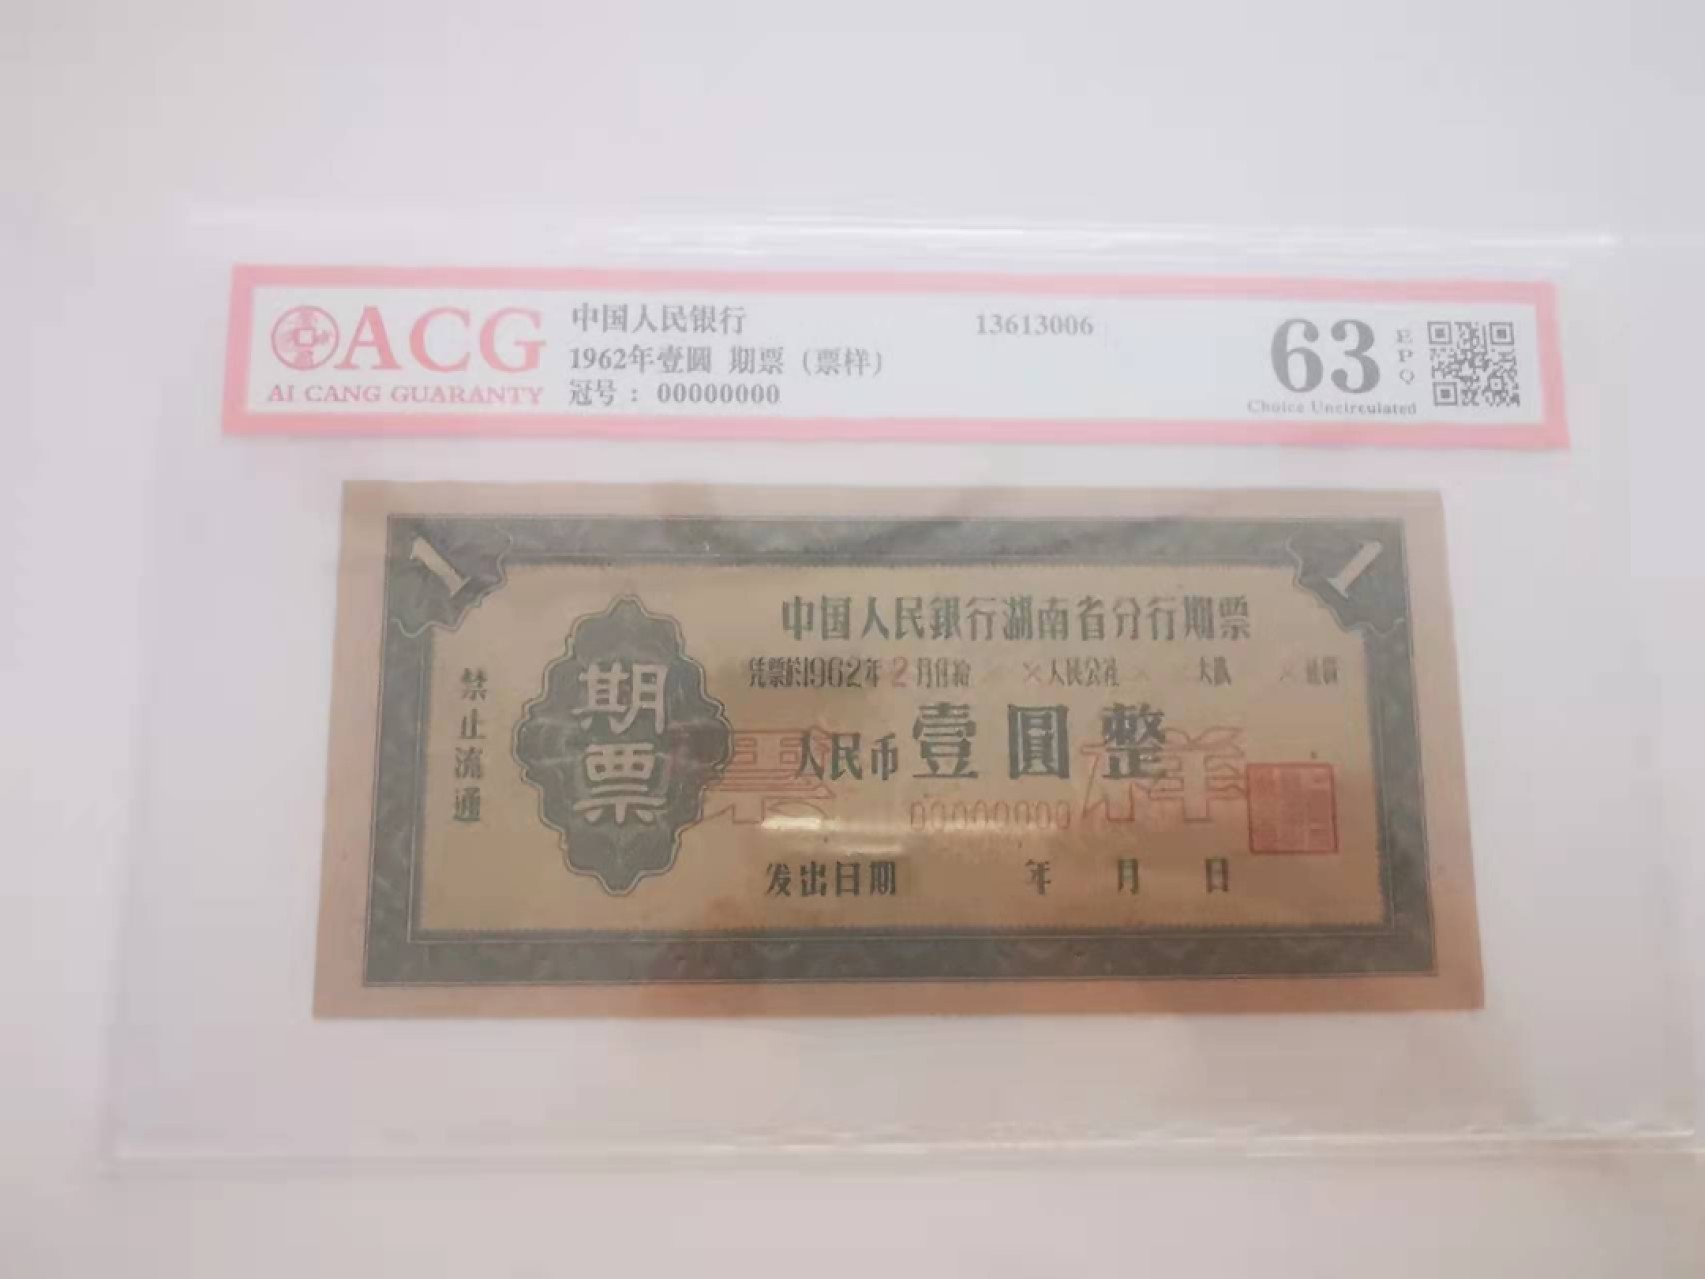 ACG
AI CANG GUARANTY
中国人民银行
1962年壹圓 期票（票样）
冠号：00000000
13613006
63
EPQ
Choice Uncirculated
1
1
中国人民銀行湖南省分行期票
凭票於1962年2月付給 ×人民公社 × 大队 ×
禁止流通
期票
人民币壹圓整
票样
00000000
发出日期 年 月 日